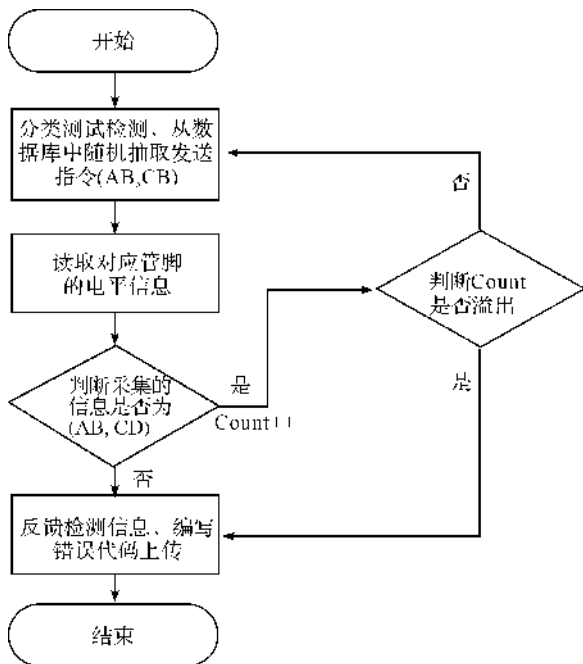 开始
分类测试检测、从数
据库中随机抽取发送
指令(AB,CB)
否
读取对应管脚
的电平信息
判断Count
是否溢出
判断采集的
信息是否为
(AB, CD)
是
Count++
是
否
反馈检测信息、编写
错误代码上传
结束